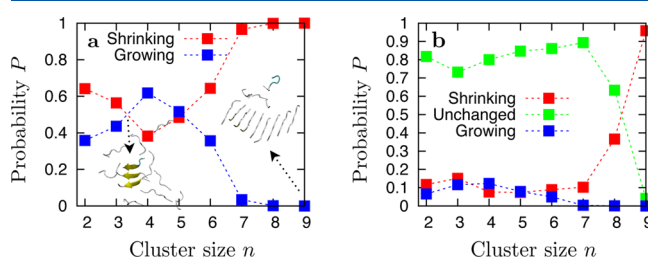 a
Shrinking
Growing
Probability P
1
0.8
0.6
0.4
0.2
0
2 3 4 5 6 7 8 9
Cluster size n
b
Shrinking
Unchanged
Growing
Probability P
1
0.9
0.8
0.7
0.6
0.5
0.4
0.3
0.2
0.1
0
2 3 4 5 6 7 8 9
Cluster size n